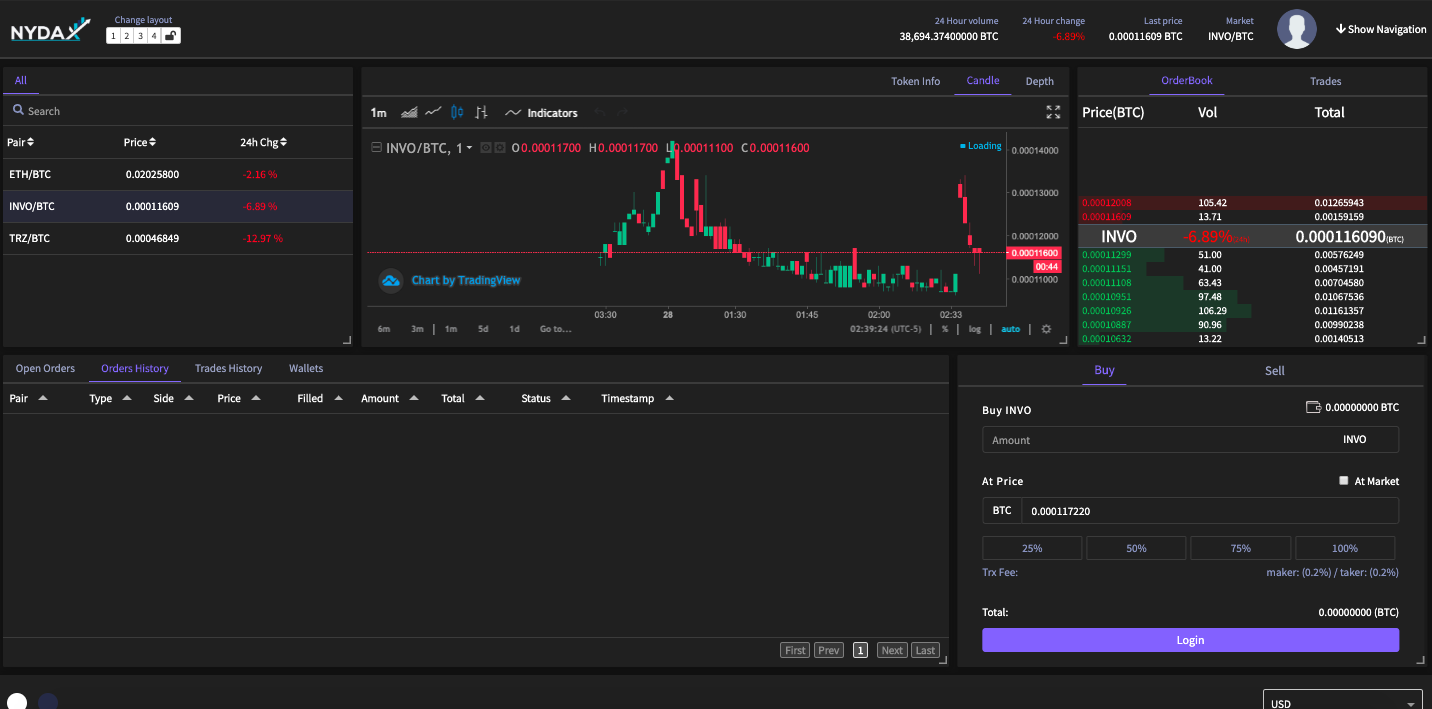 NYDAX
Change layout
1 2 3 4
24 Hour volume
38,694.37400000 BTC
24 Hour change
-6.89%
Last price
0.00011609 BTC
Market
INVO/BTC
Show Navigation
All
Search
Pair Price 24h Chg
ETH/BTC 0.02025800 -2.16 %
INVO/BTC 0.00011609 -6.89 %
TRZ/BTC 0.00046849 -12.97 %
Token Info Candle Depth
1m Indicators
INVO/BTC, 1 O0.00011700 H0.00011700 L0.00011100 C0.00011600
Loading
0.00014000
0.00013000
0.00012000
0.00011600
00:44
0.00011000
Chart by TradingView
03:30 28 01:30 01:45 02:00 02:33
6m 3m 1m 5d 1d Go to... 02:39:24 (UTC-5) % log auto
OrderBook Trades
Price(BTC) Vol Total
0.00012008 105.42 0.01265943
0.00011609 13.71 0.00159159
INVO -6.89% 0.000116090(BTC)
0.00011299 51.00 0.00576249
0.00011151 41.00 0.00457191
0.00011108 63.43 0.00704580
0.00010951 97.48 0.01067536
0.00010926 106.29 0.01161357
0.00010887 90.96 0.00990238
0.00010632 13.22 0.00140513
Open Orders Orders History Trades History Wallets
Pair Type Side Price Filled Amount Total Status Timestamp
First Prev 1 Next Last
Buy Sell
Buy INVO 0.00000000 BTC
Amount INVO
At Price At Market
BTC 0.000117220
25% 50% 75% 100%
Trx Fee: maker: (0.2%) / taker: (0.2%)
Total: 0.00000000 (BTC)
Login
USD